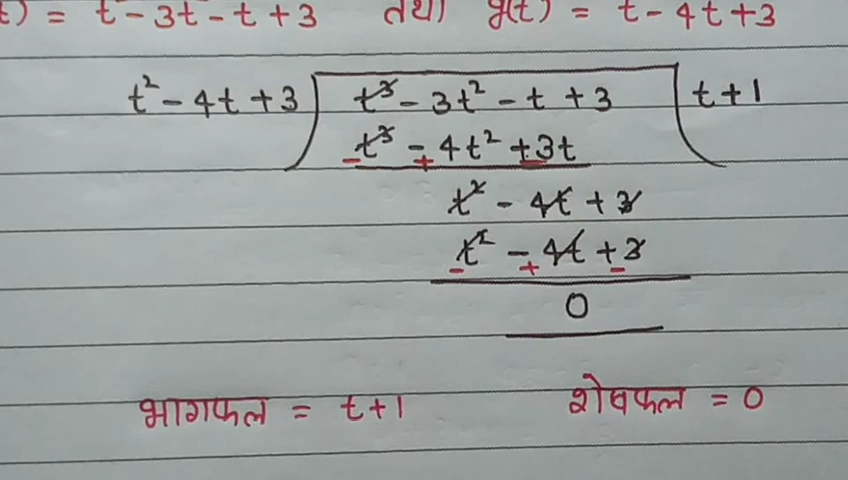 t) = t - 3t - t + 3 तथा g(t) = t - 4t + 3
t² - 4t + 3 ) t³ - 3t² - t + 3 ( t + 1
t³ - 4t² + 3t
- + -
t² - 4t + 3
t² - 4t + 3
- + -
0
भागफल = t + 1 शेषफल = 0